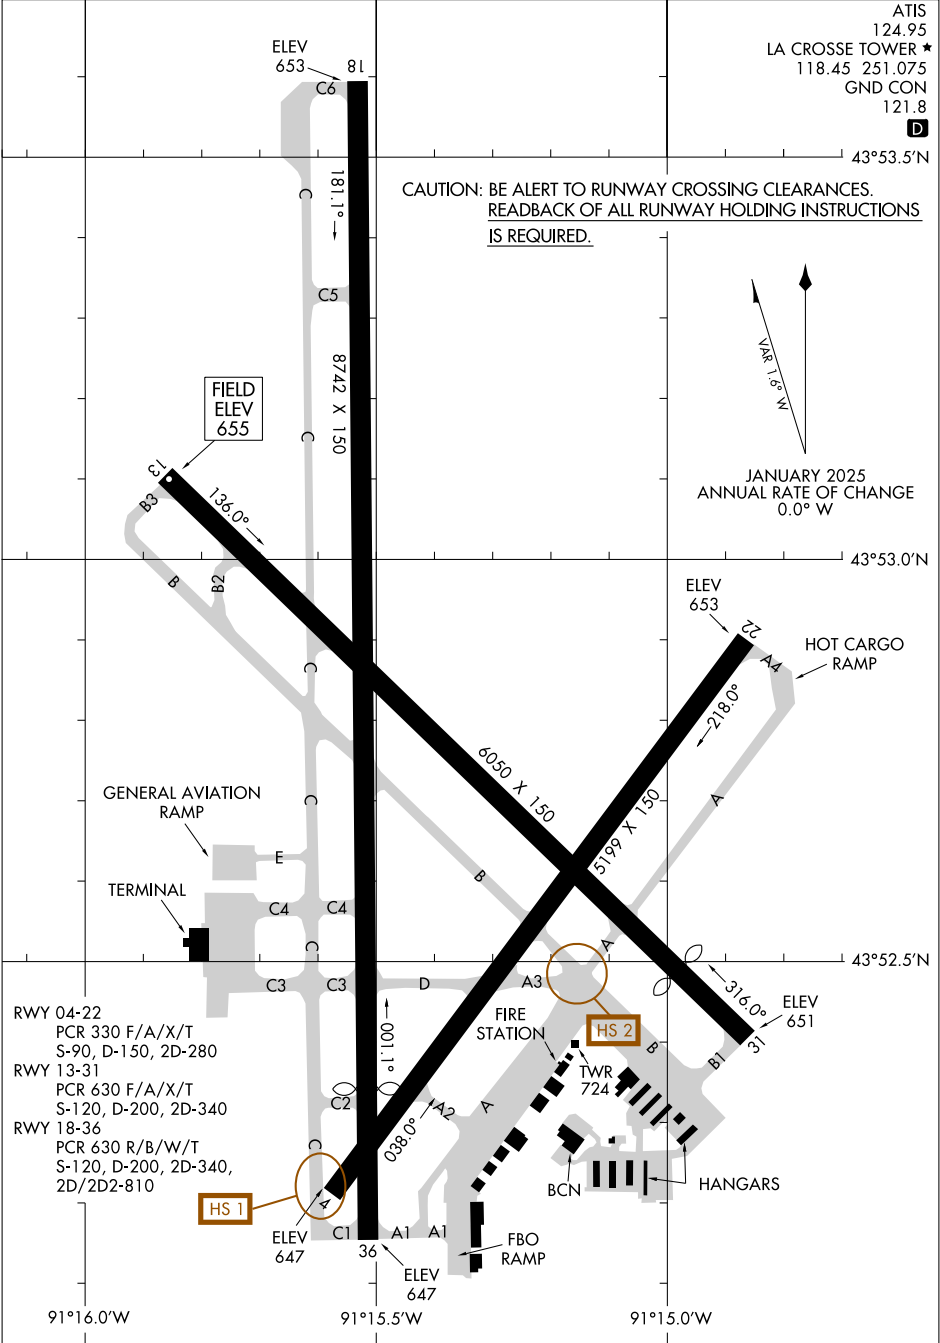 ATIS
124.95
LA CROSSE TOWER ★
118.45 251.075
GND CON
121.8
D
ELEV
653
18
C6
43°53.5'N
CAUTION: BE ALERT TO RUNWAY CROSSING CLEARANCES.
READBACK OF ALL RUNWAY HOLDING INSTRUCTIONS
IS REQUIRED.
C
181.1°
C5
VAR 1.6° W
8742 X 150
FIELD
ELEV
655
C
JANUARY 2025
ANNUAL RATE OF CHANGE
0.0° W
13
B3
136.0°
43°53.0'N
B
B2
ELEV
653
22
HOT CARGO
RAMP
A4
C
218.0°
6050 X 150
GENERAL AVIATION
RAMP
C
A
5199 X 150
E
B
TERMINAL
C4
C4
C
A
43°52.5'N
C3
C3
D
A3
316.0°
ELEV
651
RWY 04-22
PCR 330 F/A/X/T
S-90, D-150, 2D-280
RWY 13-31
PCR 630 F/A/X/T
S-120, D-200, 2D-340
RWY 18-36
PCR 630 R/B/W/T
S-120, D-200, 2D-340,
2D/2D2-810
001.1°
FIRE
STATION
HS 2
31
B
B1
TWR
724
C2
A2
A
038.0°
C
BCN
HANGARS
HS 1
4
ELEV
647
C1
36
A1
A1
FBO
RAMP
ELEV
647
91°16.0'W
91°15.5'W
91°15.0'W